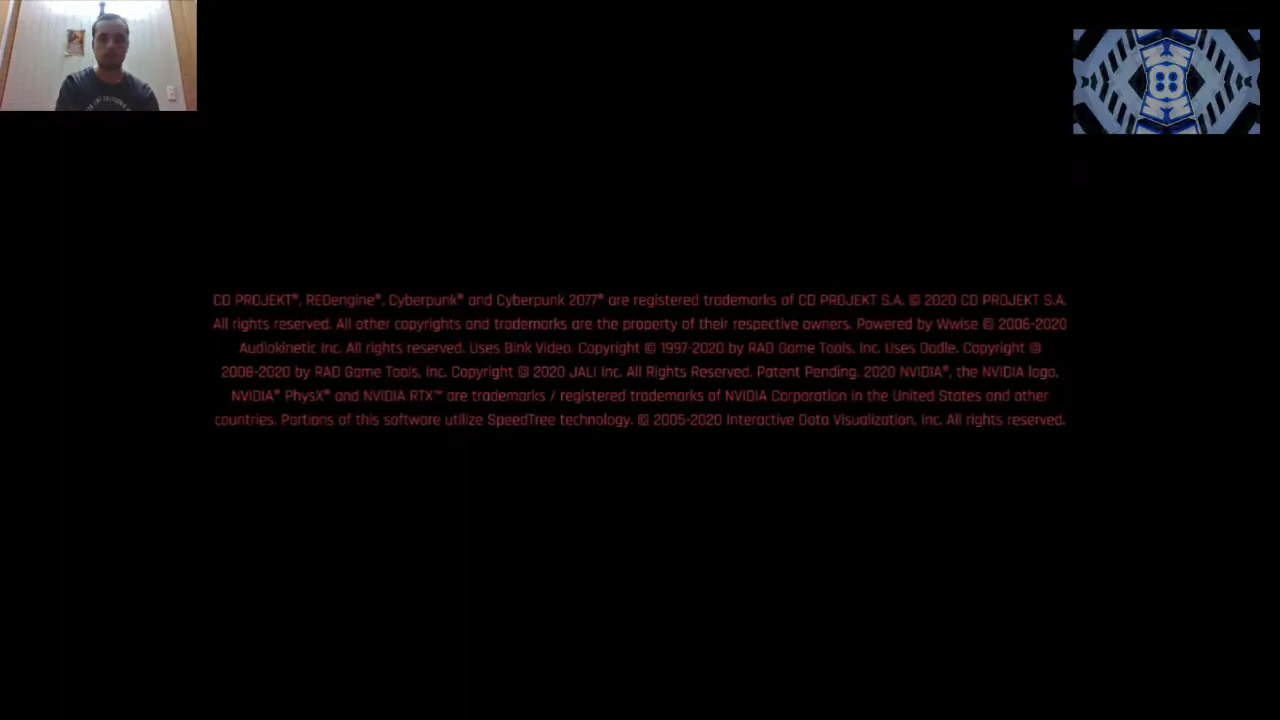 CD PROJEKT®, REDengine®, Cyberpunk® and Cyberpunk 2077® are registered trademarks of CD PROJEKT S.A. © 2020 CD PROJEKT S.A.
All rights reserved. All other copyrights and trademarks are the property of their respective owners. Powered by Wwise © 2006-2020
Audiokinetic Inc. All rights reserved. Uses Bink Video. Copyright © 1997-2020 by RAD Game Tools, Inc. Uses Oodle. Copyright ©
2008-2020 by RAD Game Tools, Inc. Copyright © 2020 JALI Inc. All Rights Reserved. Patent Pending. 2020 NVIDIA®, the NVIDIA logo,
NVIDIA® PhysX® and NVIDIA RTX™ are trademarks / registered trademarks of NVIDIA Corporation in the United States and other
countries. Portions of this software utilize SpeedTree technology. © 2005-2020 Interactive Data Visualization, Inc. All rights reserved.